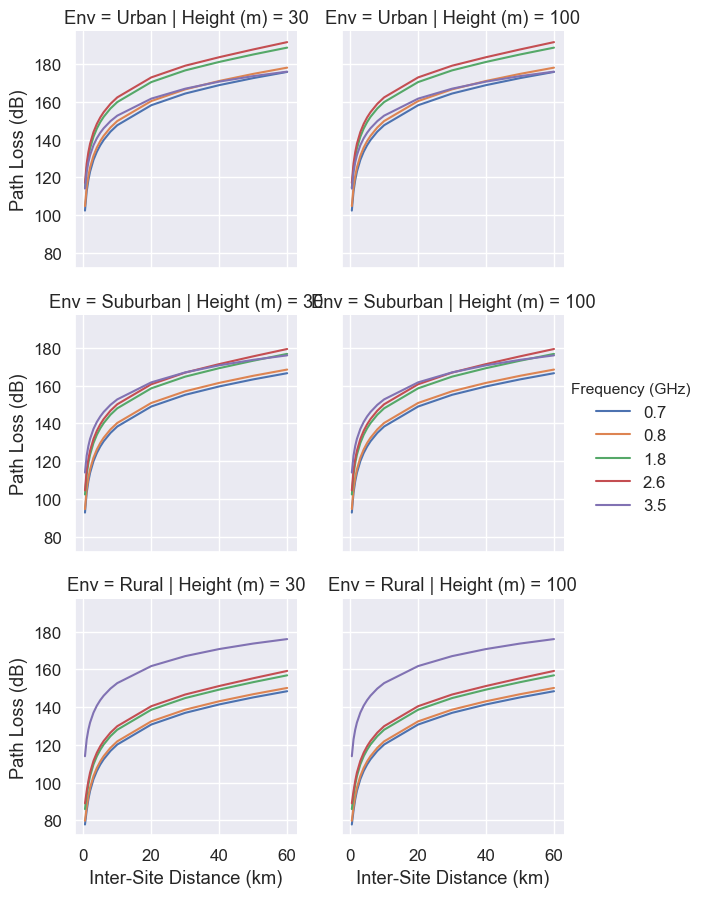 Env = Urban | Height (m) = 30
Env = Urban | Height (m) = 100
180
160
140
120
100
80
Path Loss (dB)
Env = Suburban | Height (m) = 30
Env = Suburban | Height (m) = 100
180
160
140
120
100
80
Path Loss (dB)
Frequency (GHz)
0.7
0.8
1.8
2.6
3.5
Env = Rural | Height (m) = 30
Env = Rural | Height (m) = 100
180
160
140
120
100
80
Path Loss (dB)
0 20 40 60
0 20 40 60
Inter-Site Distance (km)
Inter-Site Distance (km)